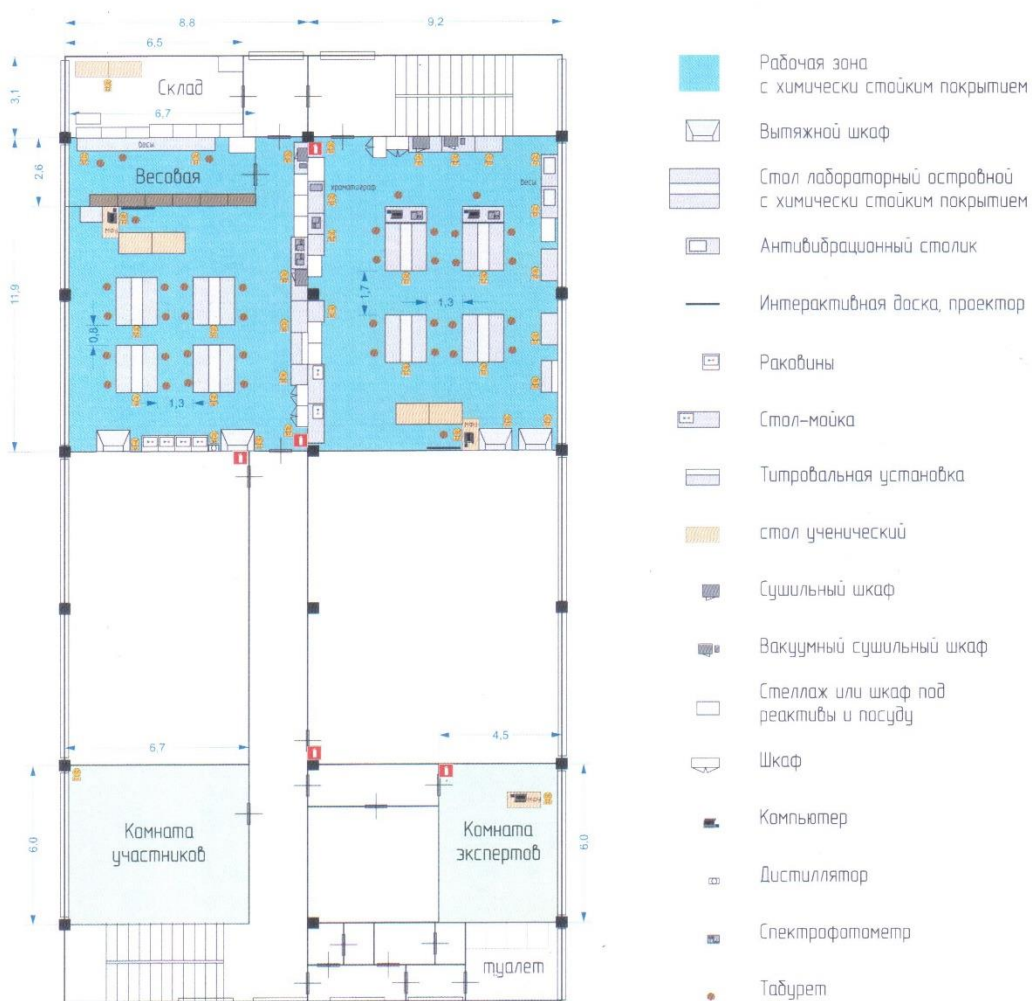 8,8
9,2
6,5
3,1
Склад
6,7
2,6
весы
Весовая
хроматограф
весы
МФУ
11,9
1,7
1,3
0,8
1,3
МФУ
6,7
4,5
6,0
Комната
участников
МФУ
Комната
экспертов
6,0
туалет
Рабочая зона
с химически стойким покрытием
Вытяжной шкаф
Стол лабораторный островной
с химически стойким покрытием
Антивибрационный столик
Интерактивная доска, проектор
Раковины
Стол-мойка
Титровальная установка
стол ученический
Сушильный шкаф
Вакуумный сушильный шкаф
Стеллаж или шкаф под
реактивы и посуду
Шкаф
Компьютер
Дистиллятор
Спектрофотометр
Табурет